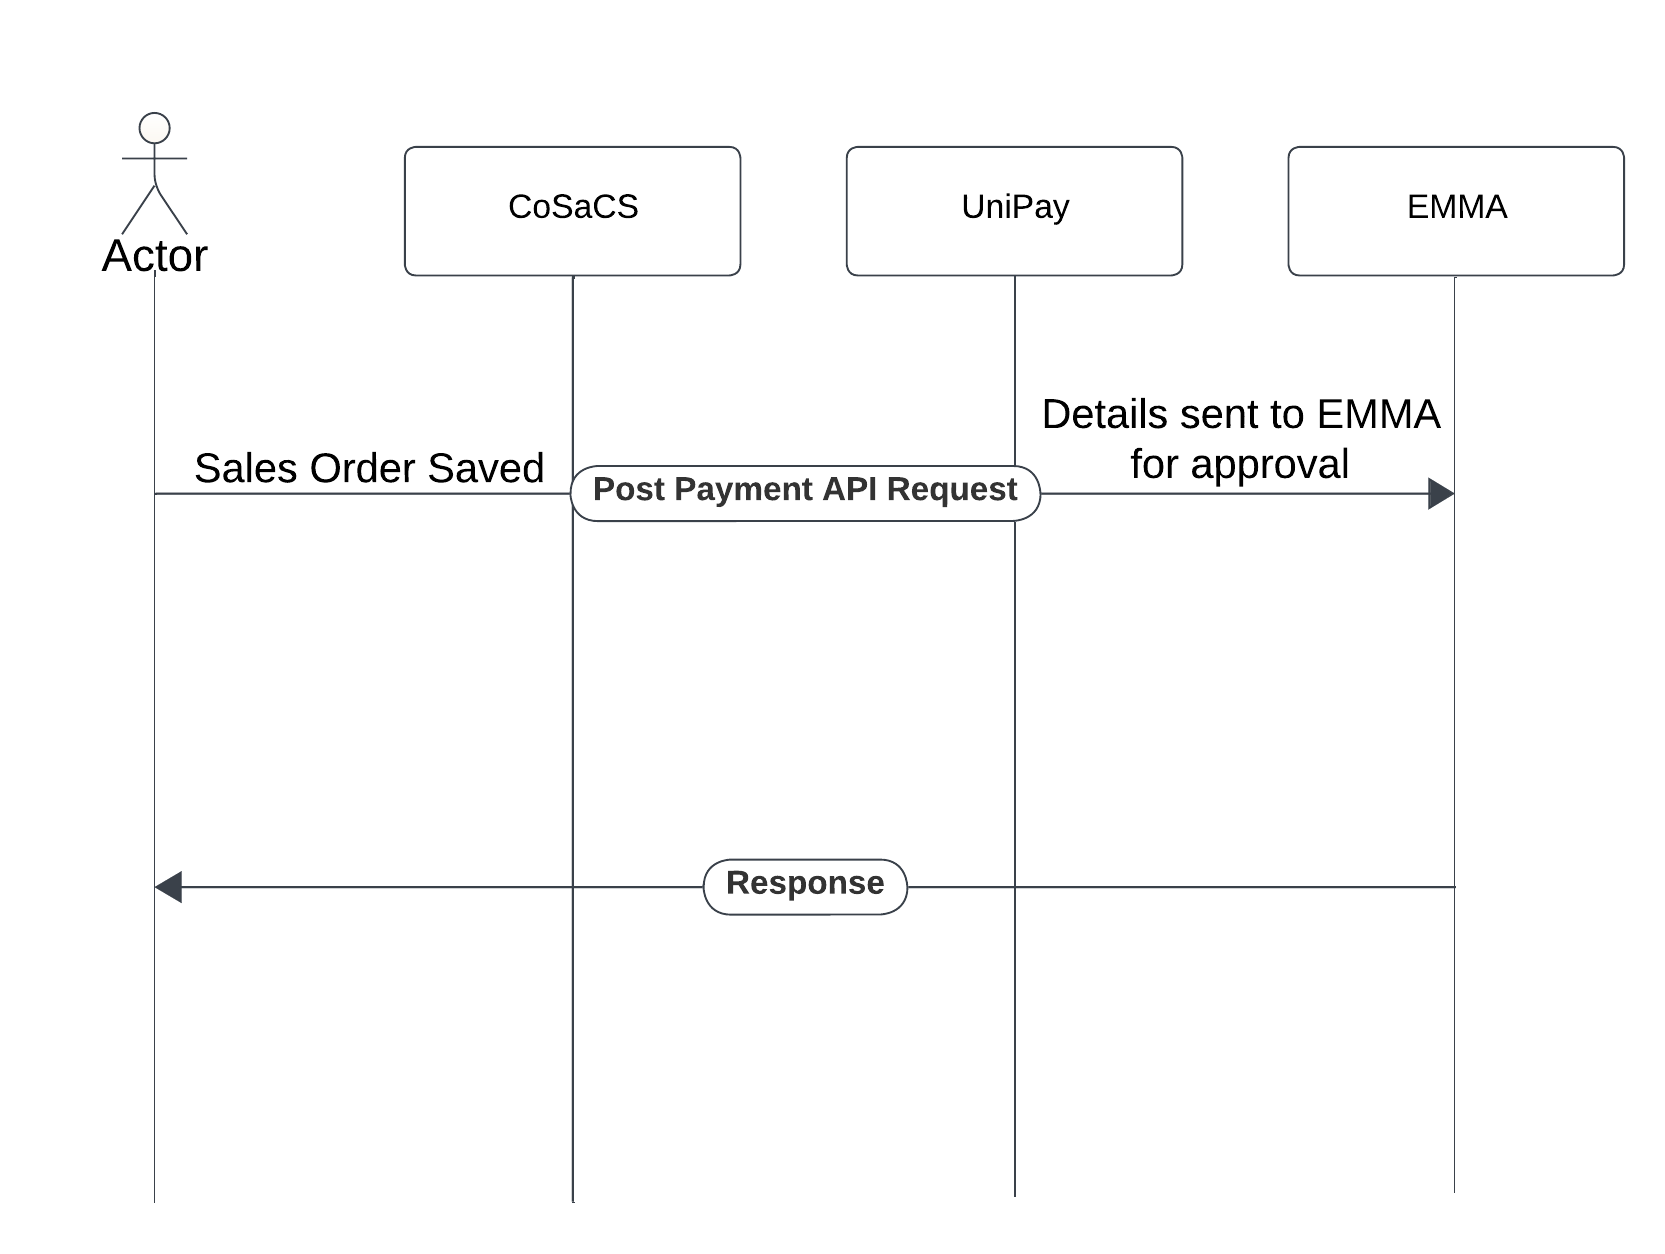 Actor
CoSaCS
UniPay
EMMA
Sales Order Saved
Post Payment API Request
Details sent to EMMA
for approval
Response